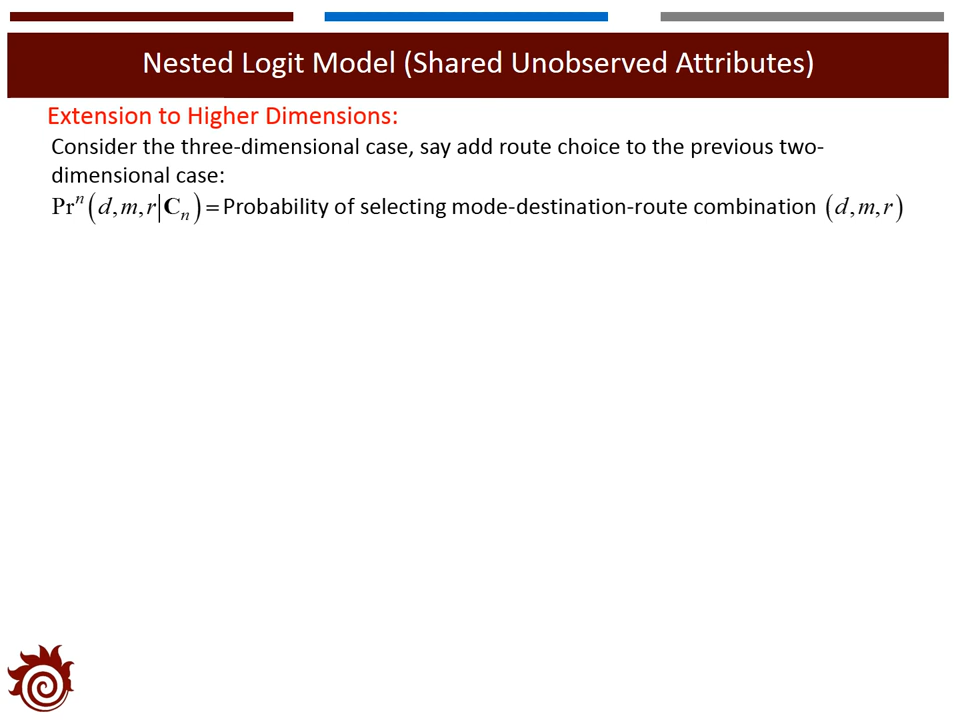 Nested Logit Model (Shared Unobserved Attributes)
Extension to Higher Dimensions:
Consider the three-dimensional case, say add route choice to the previous two-
dimensional case:
Prⁿ(d,m,r|Cₙ) = Probability of selecting mode-destination-route combination (d,m,r)